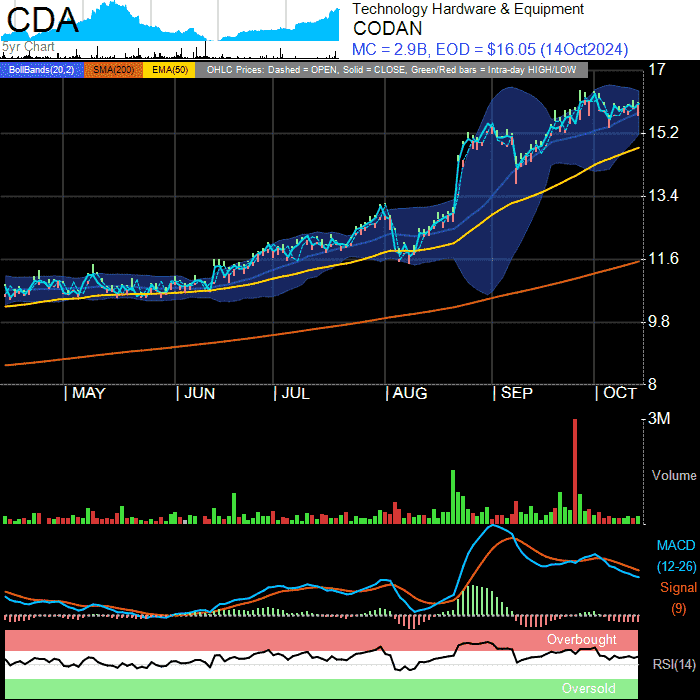 CDA
5yr Chart
Technology Hardware & Equipment
CODAN
MC = 2.9B, EOD = $16.05 (14Oct2024)
BollBands(20,2) SMA(200) EMA(50) OHLC Prices: Dashed = OPEN, Solid = CLOSE, Green/Red bars = Intra-day HIGH/LOW
17
15.2
13.4
11.6
9.8
8
| MAY | JUN | JUL | AUG | SEP | OCT
3M
Volume
MACD
(12-26)
Signal
(9)
Overbought
RSI(14)
Oversold